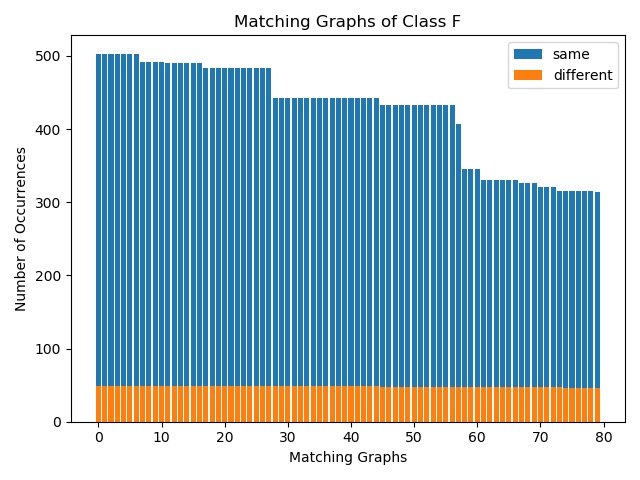 Matching Graphs of Class F
same
different
Number of Occurrences
500
400
300
200
100
0
0 10 20 30 40 50 60 70 80
Matching Graphs